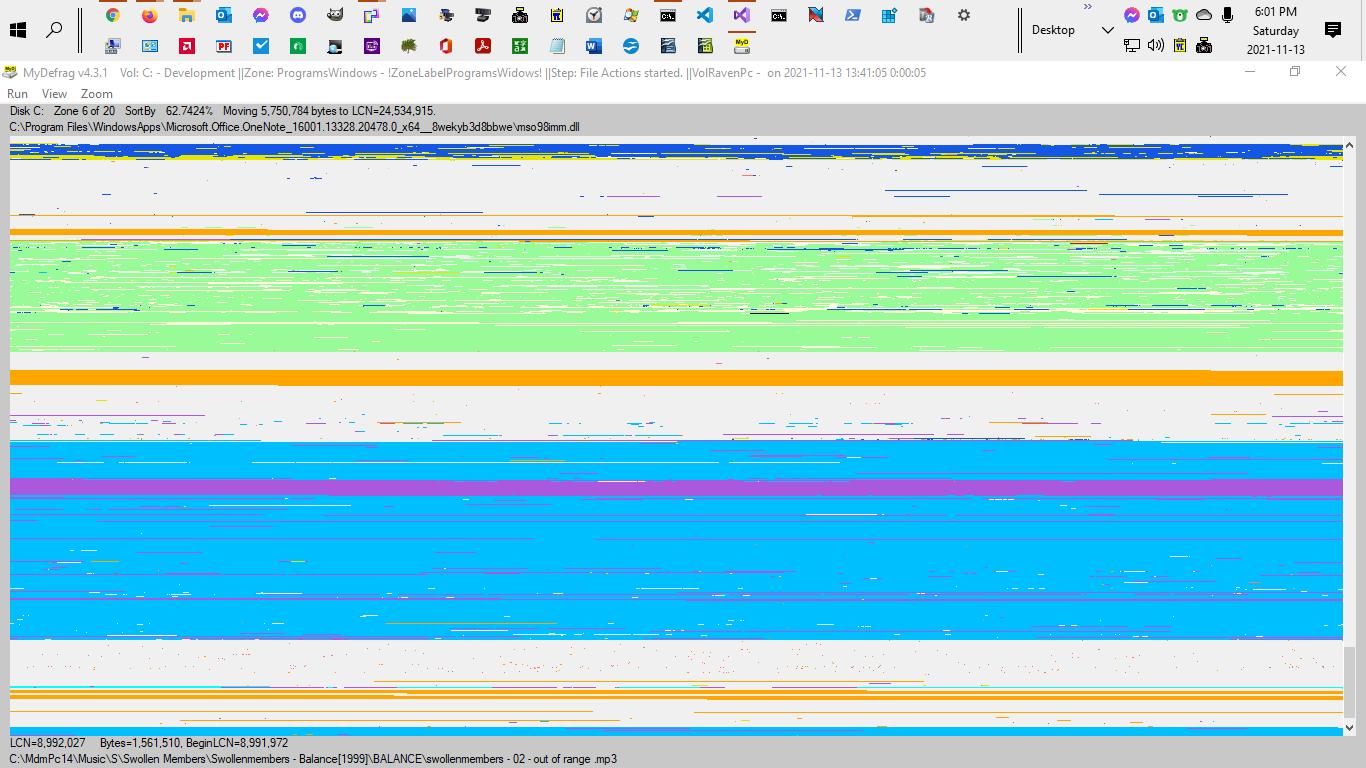 6:01 PM
Desktop
Saturday
2021-11-13
MyDefrag v4.3.1 Vol: C: - Development ||Zone: ProgramsWindows - !ZoneLabelProgramsWidows! ||Step: File Actions started. ||VolRavenPc - on 2021-11-13 13:41:05 0:00:05
Run View Zoom
Disk C: Zone 6 of 20 SortBy 62.7424% Moving 5,750,784 bytes to LCN=24,534,915.
C:\Program Files\WindowsApps\Microsoft.Office.OneNote_16001.13328.20478.0_x64__8wekyb3d8bbwe\mso98imm.dll
LCN=8,992,027 Bytes=1,561,510, BeginLCN=8,991,972
C:\MdmPc14\Music\S\Swollen Members\Swollenmembers - Balance[1999]\BALANCE\swollenmembers - 02 - out of range .mp3